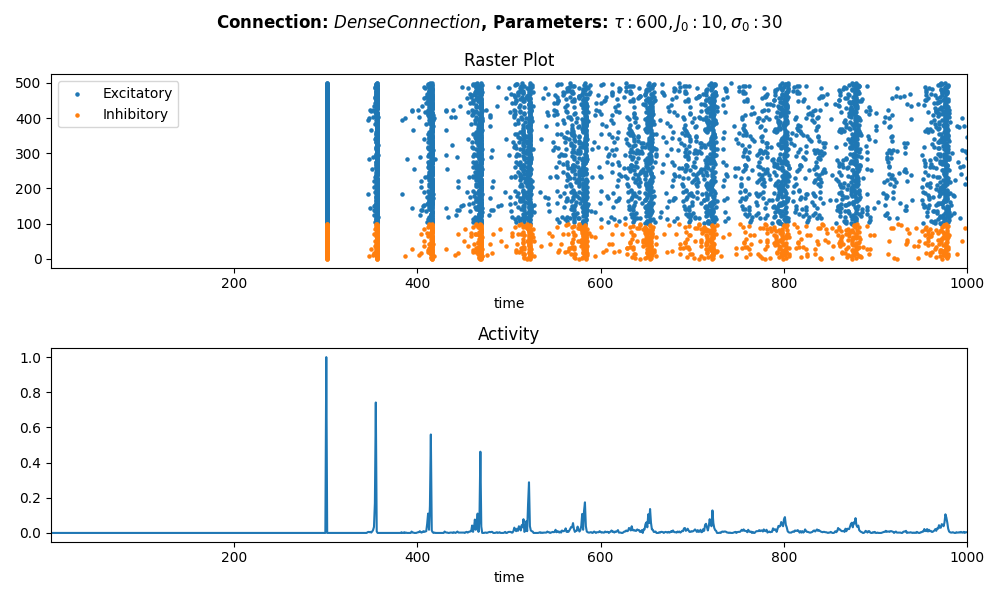 Connection: DenseConnection, Parameters: τ : 600, J₀ : 10, σ₀ : 30
Raster Plot
500
400
300
200
100
0
Excitatory
Inhibitory
200 400 600 800 1000
time
Activity
1.0
0.8
0.6
0.4
0.2
0.0
200 400 600 800 1000
time